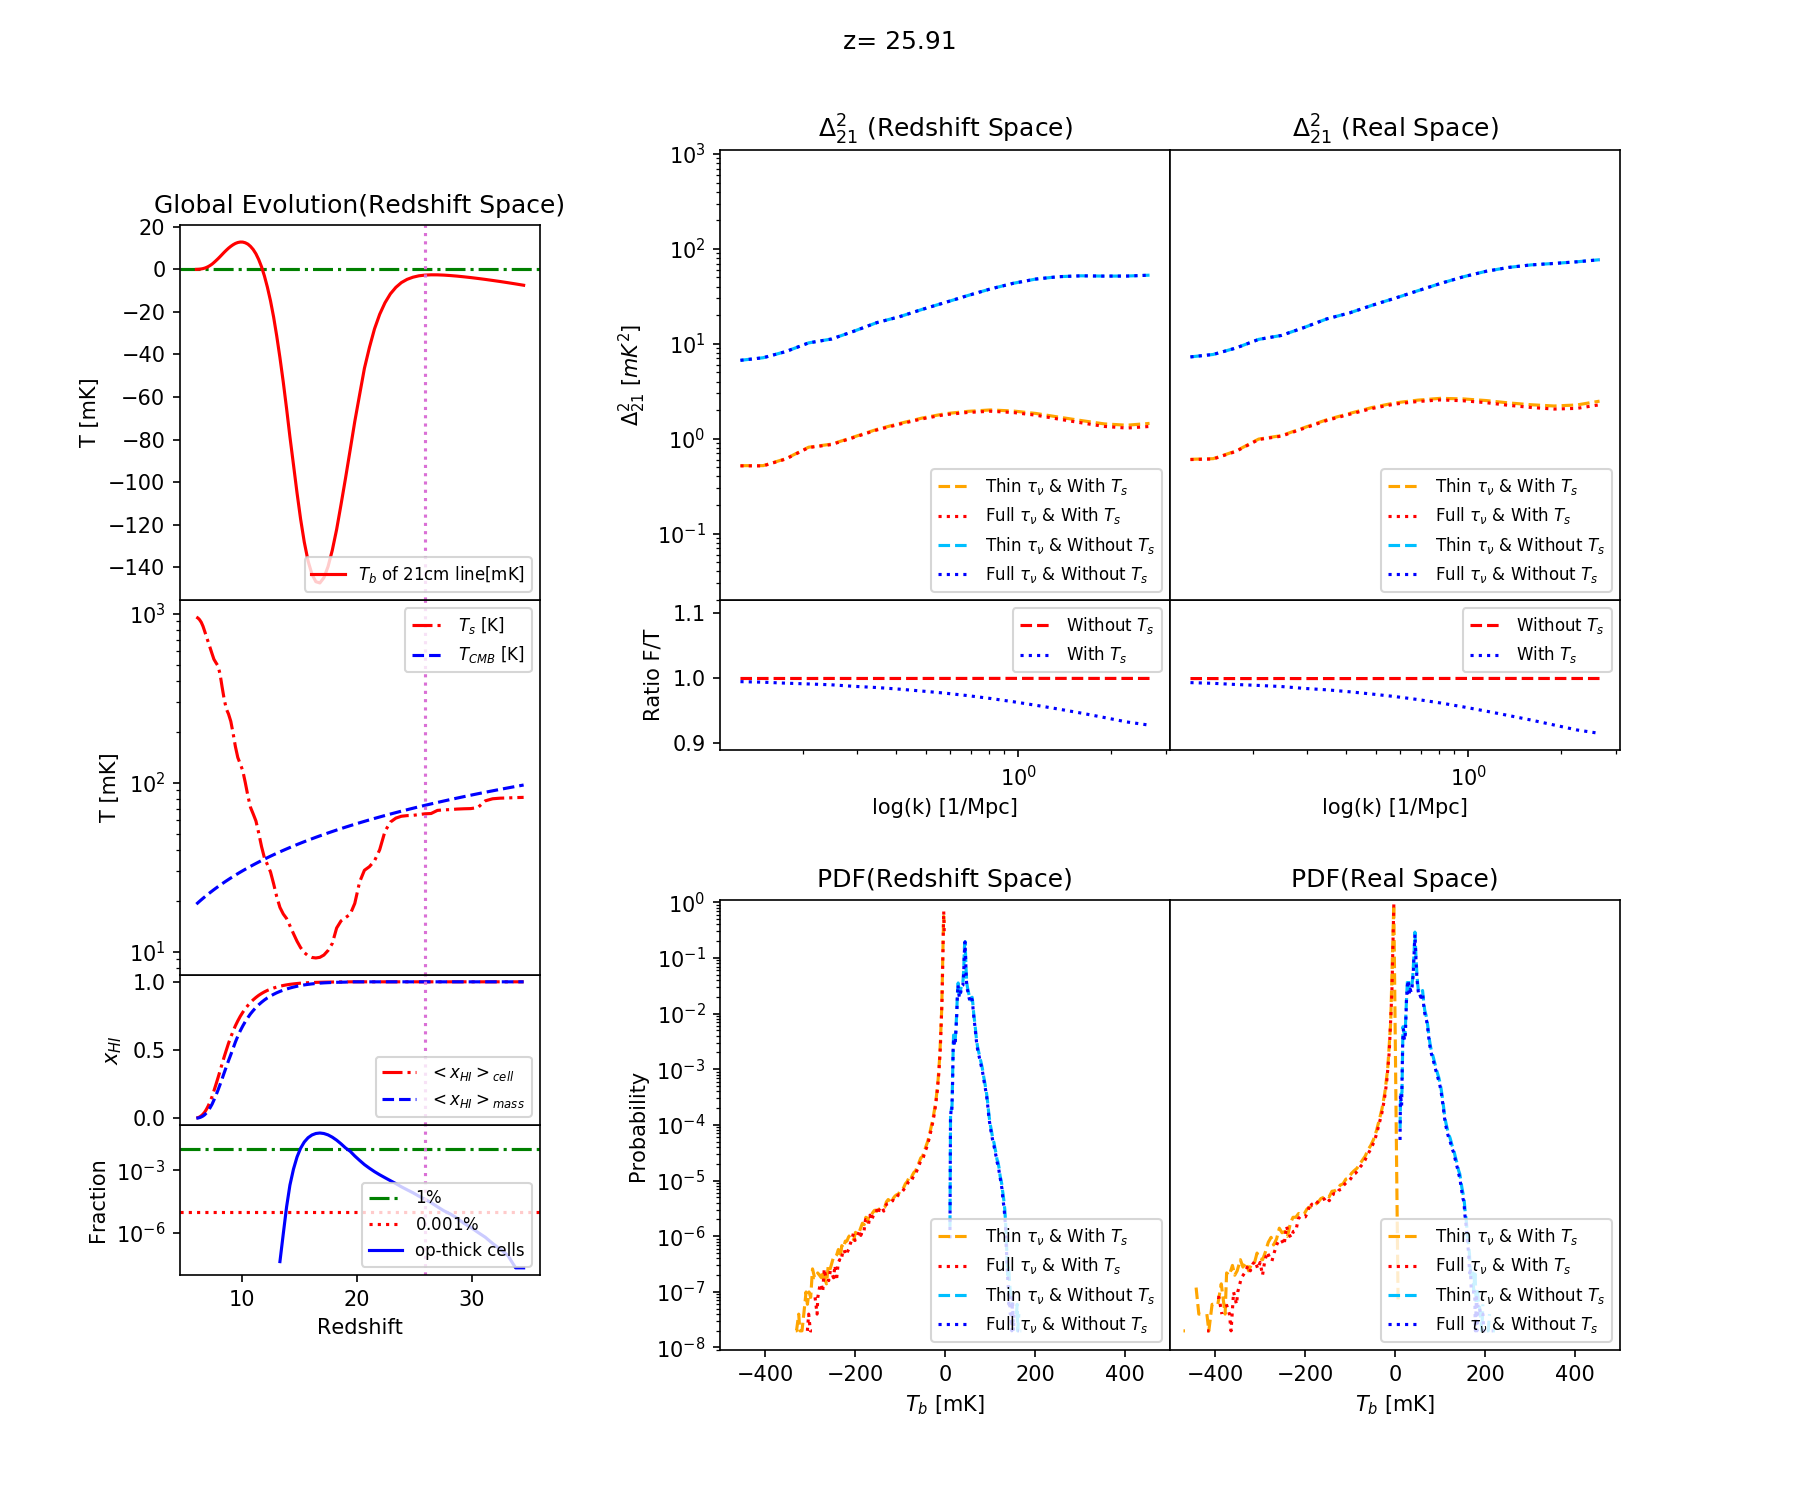 z= 25.91
Global Evolution(Redshift Space)
20
0
−20
−40
−60
−80
−100
−120
−140
T [mK]
T_b of 21cm line[mK]
10^3
10^2
10^1
T [mK]
T_s [K]
T_CMB [K]
1.0
0.5
0.0
x_HI
<x_HI>_cell
<x_HI>_mass
10^−3
10^−6
Fraction
1%
0.001%
op-thick cells
10 20 30
Redshift
Δ^2_21 (Redshift Space)
Δ^2_21 (Real Space)
10^3
10^2
10^1
10^0
10^−1
Δ^2_21 [mK^2]
Thin τ_ν & With T_s
Full τ_ν & With T_s
Thin τ_ν & Without T_s
Full τ_ν & Without T_s
Thin τ_ν & With T_s
Full τ_ν & With T_s
Thin τ_ν & Without T_s
Full τ_ν & Without T_s
1.1
1.0
0.9
Ratio F/T
Without T_s
With T_s
Without T_s
With T_s
10^0
10^0
log(k) [1/Mpc]
log(k) [1/Mpc]
PDF(Redshift Space)
PDF(Real Space)
10^0
10^−1
10^−2
10^−3
10^−4
10^−5
10^−6
10^−7
10^−8
Probability
Thin τ_ν & With T_s
Full τ_ν & With T_s
Thin τ_ν & Without T_s
Full τ_ν & Without T_s
Thin τ_ν & With T_s
Full τ_ν & With T_s
Thin τ_ν & Without T_s
Full τ_ν & Without T_s
−400 −200 0 200 400
−400 −200 0 200 400
T_b [mK]
T_b [mK]